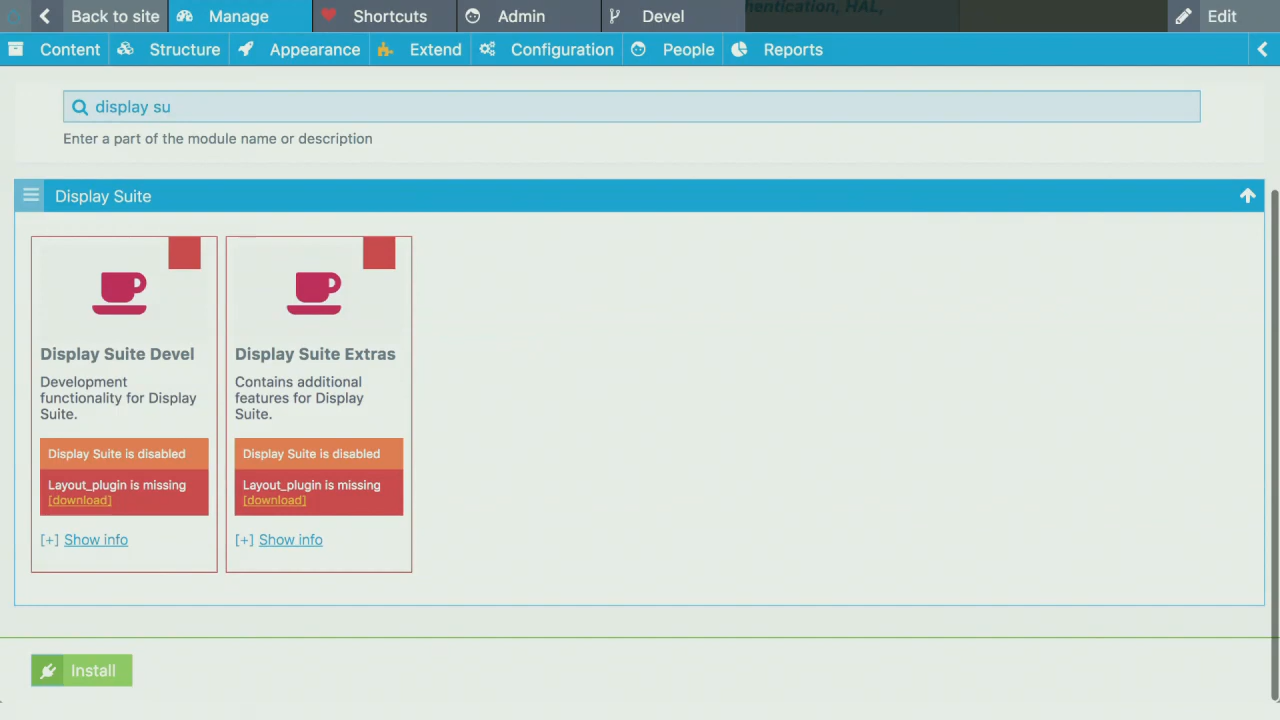 Back to site Manage Shortcuts Admin Devel Edit
Content Structure Appearance Extend Configuration People Reports
display su
Enter a part of the module name or description
Display Suite
Display Suite Devel
Development
functionality for Display
Suite.
Display Suite is disabled
Layout_plugin is missing
[download]
[+] Show info
Display Suite Extras
Contains additional
features for Display
Suite.
Display Suite is disabled
Layout_plugin is missing
[download]
[+] Show info
Install